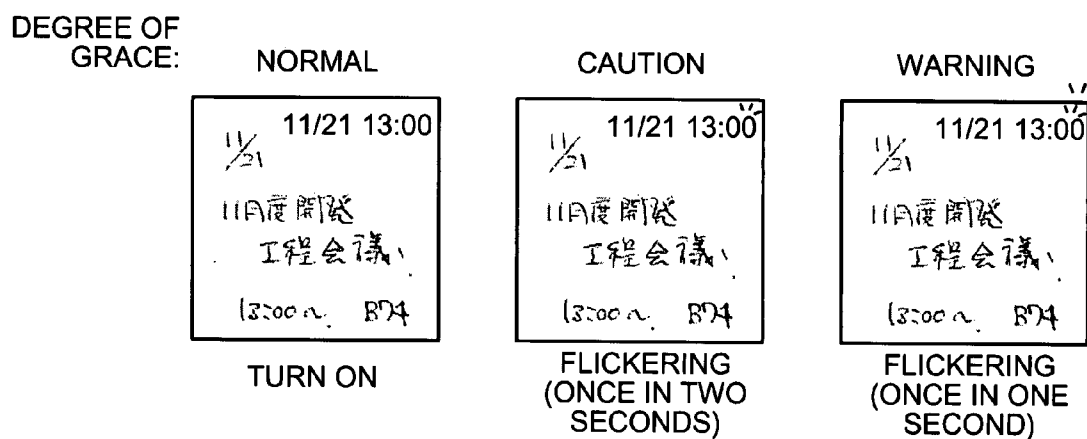 DEGREE OF
GRACE:
NORMAL
11/21 13:00
11/21
11月度開発
工程会議
13:00~ B74
TURN ON
CAUTION
11/21 13:00
11/21
11月度開発
工程会議
13:00~ B74
FLICKERING
(ONCE IN TWO
SECONDS)
WARNING
11/21 13:00
11/21
11月度開発
工程会議
13:00~ B74
FLICKERING
(ONCE IN ONE
SECOND)